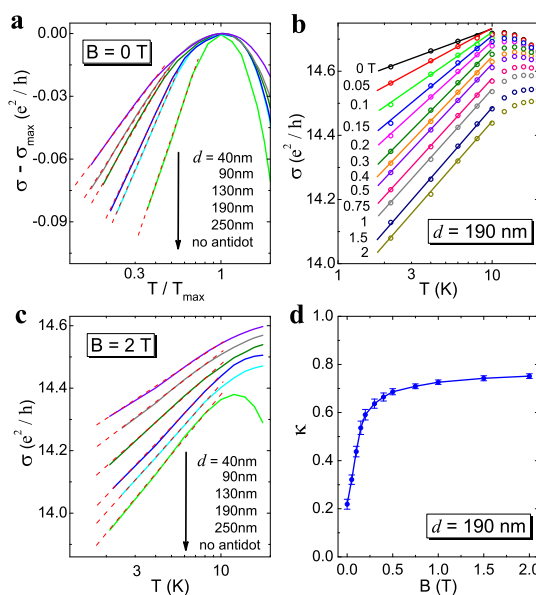 a
B = 0 T
0.00
-0.03
-0.06
-0.09
σ - σmax (e² / h)
d = 40nm
90nm
130nm
190nm
250nm
no antidot
0.3
1
T / Tmax
b
14.6
14.4
14.2
14.0
σ (e² / h)
0 T
0.05
0.1
0.15
0.2
0.3
0.4
0.5
0.75
1
1.5
2
d = 190 nm
1
10
T (K)
c
B = 2 T
14.6
14.4
14.2
14.0
σ (e² / h)
d = 40nm
90nm
130nm
190nm
250nm
no antidot
3
10
T (K)
d
1.0
0.8
0.6
0.4
0.2
0.0
κ
d = 190 nm
0.0
0.5
1.0
1.5
2.0
B (T)